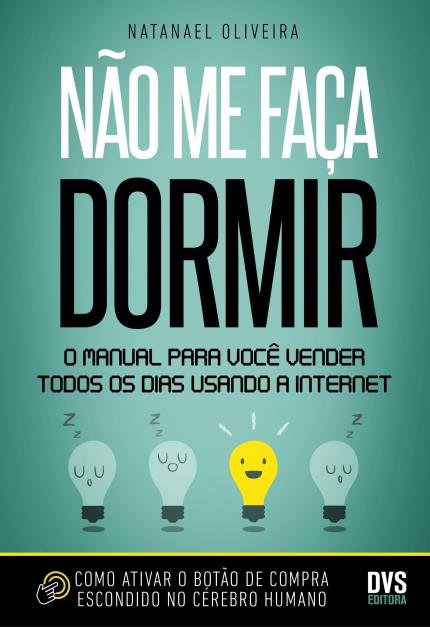 NATANAEL OLIVEIRA
NÃO ME FAÇA
DORMIR
O MANUAL PARA VOCÊ VENDER
TODOS OS DIAS USANDO A INTERNET
Z Z
Z Z
Z Z
COMO ATIVAR O BOTÃO DE COMPRA
ESCONDIDO NO CÉREBRO HUMANO
DVS
EDITORA